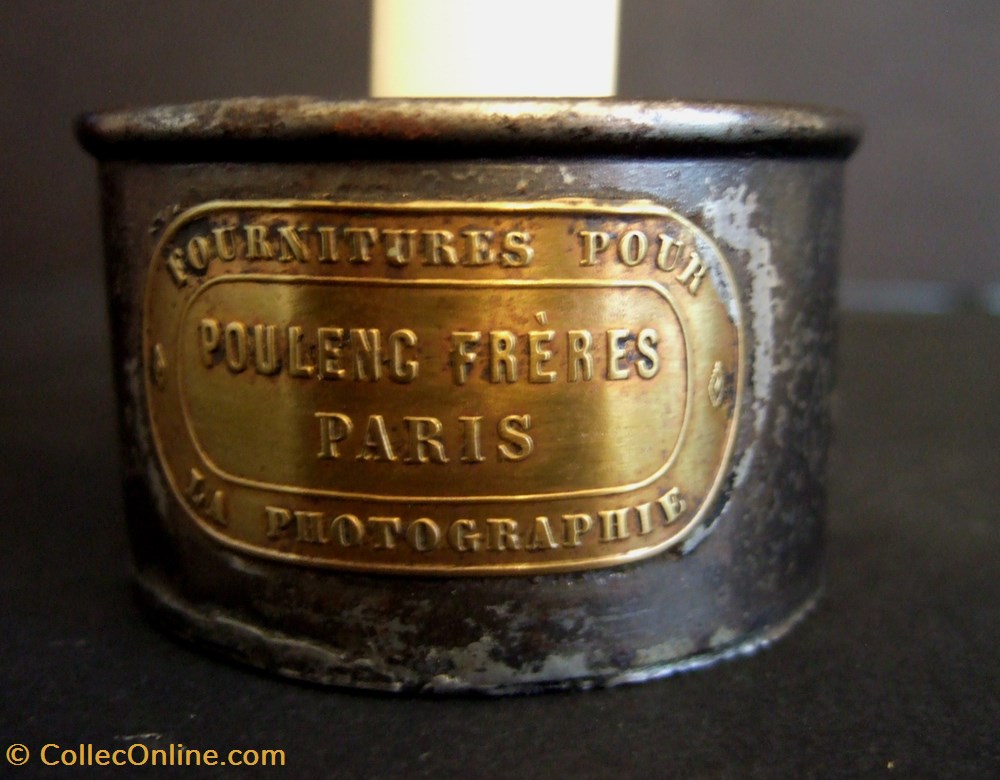 FOURNITURES POUR
POULENC FRÈRES
PARIS
LA PHOTOGRAPHIE
© CollecOnline.com